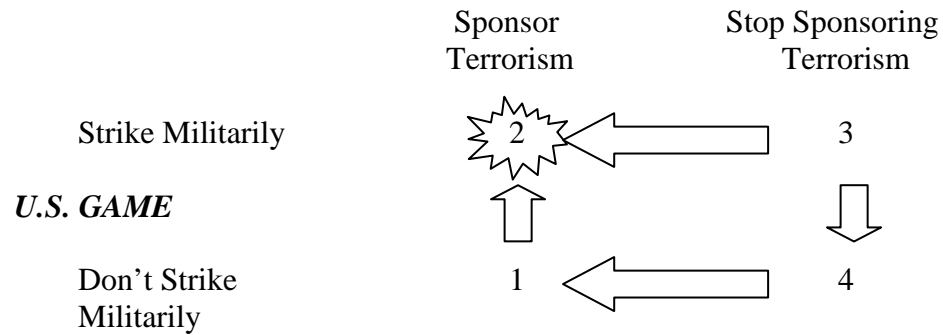 Sponsor Stop Sponsoring
Terrorism Terrorism
Strike Militarily 2 3
U.S. GAME
Don't Strike 1 4
Militarily